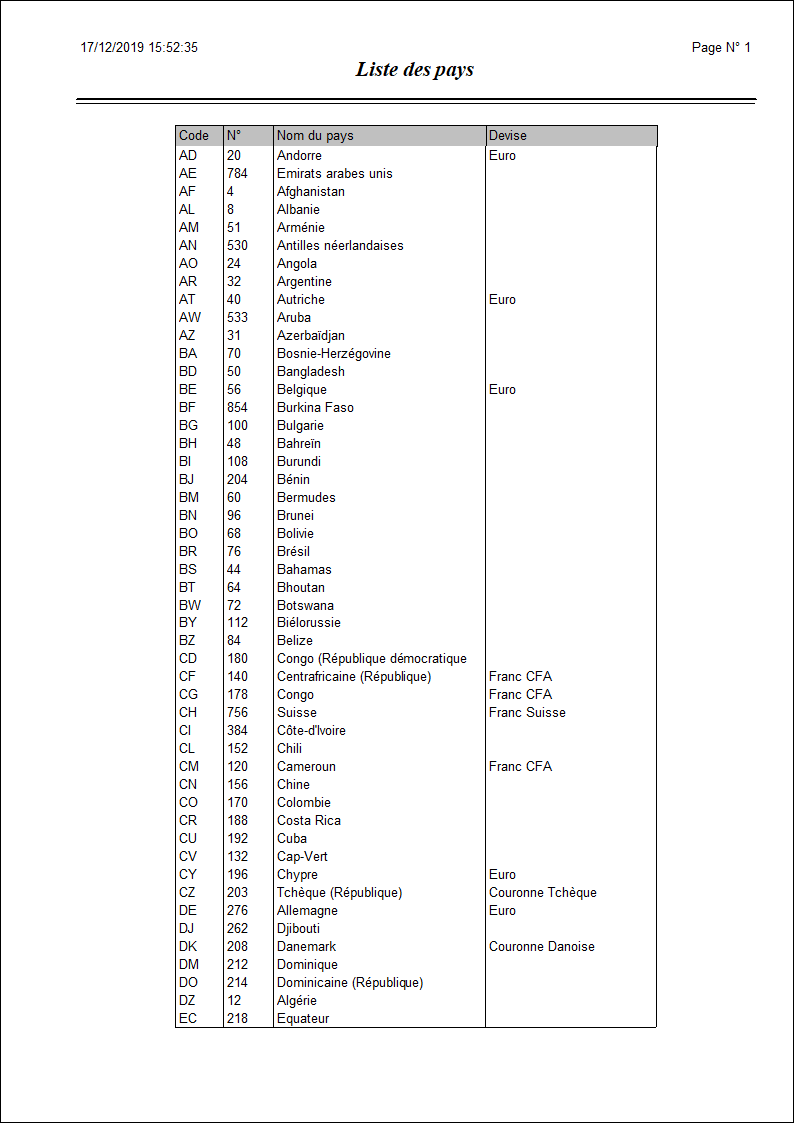 17/12/2019 15:52:35 Page N° 1
Liste des pays
Code N° Nom du pays Devise
AD 20 Andorre Euro
AE 784 Emirats arabes unis
AF 4 Afghanistan
AL 8 Albanie
AM 51 Arménie
AN 530 Antilles néerlandaises
AO 24 Angola
AR 32 Argentine
AT 40 Autriche Euro
AW 533 Aruba
AZ 31 Azerbaïdjan
BA 70 Bosnie-Herzégovine
BD 50 Bangladesh
BE 56 Belgique Euro
BF 854 Burkina Faso
BG 100 Bulgarie
BH 48 Bahreïn
BI 108 Burundi
BJ 204 Bénin
BM 60 Bermudes
BN 96 Brunei
BO 68 Bolivie
BR 76 Brésil
BS 44 Bahamas
BT 64 Bhoutan
BW 72 Botswana
BY 112 Biélorussie
BZ 84 Belize
CD 180 Congo (République démocratique
CF 140 Centrafricaine (République) Franc CFA
CG 178 Congo Franc CFA
CH 756 Suisse Franc Suisse
CI 384 Côte-d'Ivoire
CL 152 Chili
CM 120 Cameroun Franc CFA
CN 156 Chine
CO 170 Colombie
CR 188 Costa Rica
CU 192 Cuba
CV 132 Cap-Vert
CY 196 Chypre Euro
CZ 203 Tchèque (République) Couronne Tchèque
DE 276 Allemagne Euro
DJ 262 Djibouti
DK 208 Danemark Couronne Danoise
DM 212 Dominique
DO 214 Dominicaine (République)
DZ 12 Algérie
EC 218 Equateur